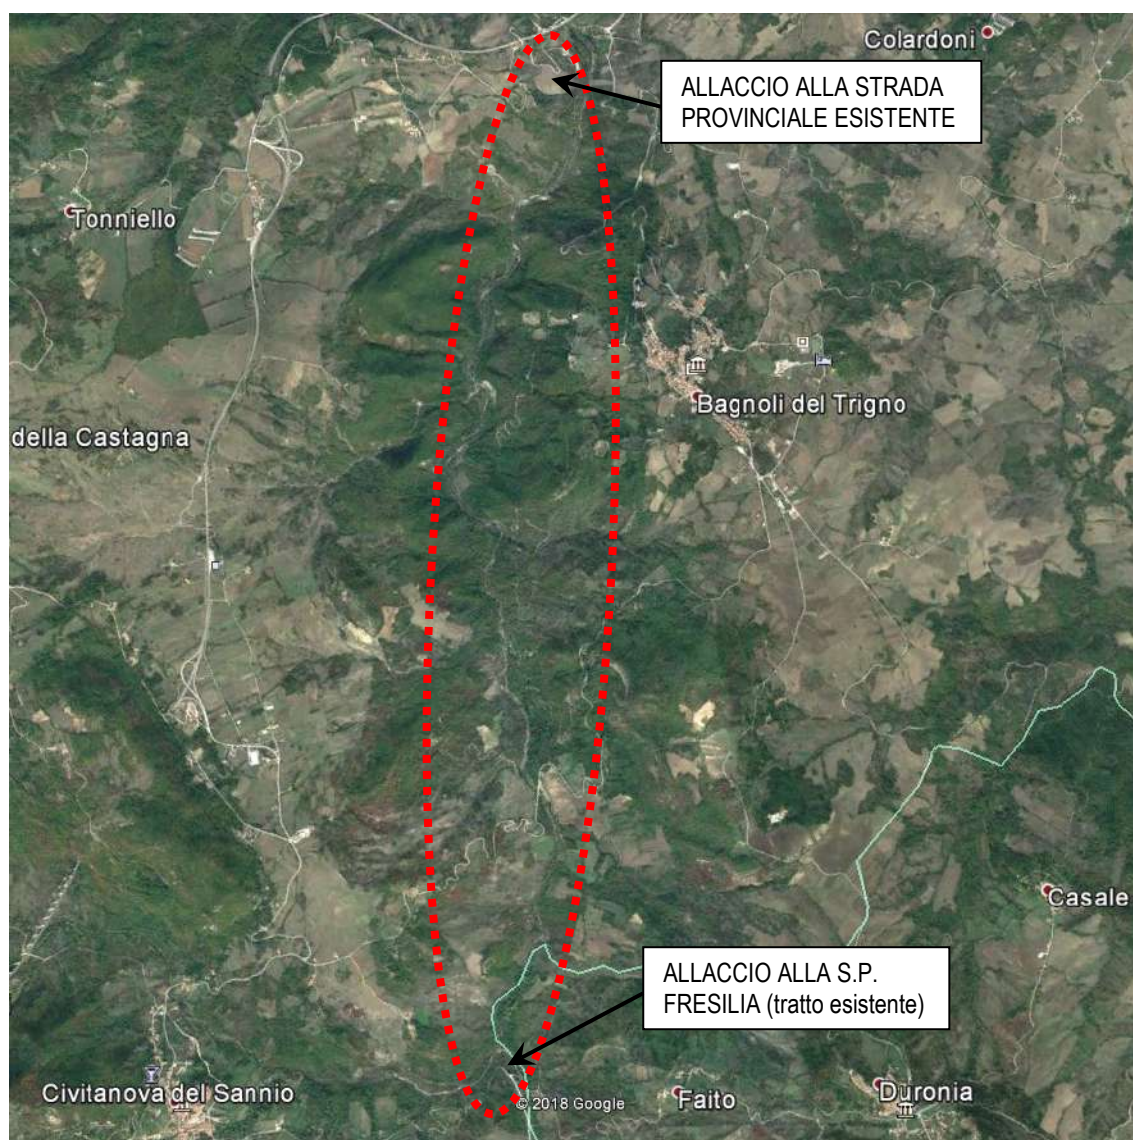 Colardoni
ALLACCIO ALLA STRADA
PROVINCIALE ESISTENTE
Tonniello
Bagnoli del Trigno
della Castagna
Casale
ALLACCIO ALLA S.P.
FRESILIA (tratto esistente)
Civitanova del Sannio
© 2018 Google
Faito
Duronia